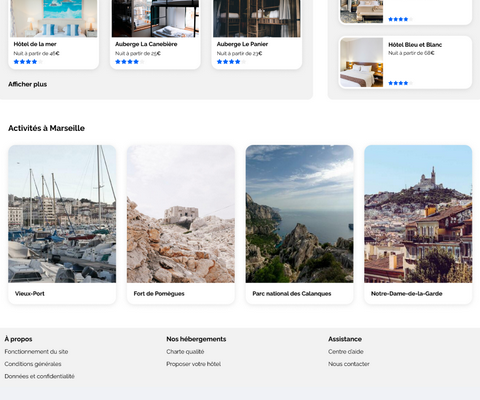 Hôtel de la mer
Nuit à partir de 46€
Auberge La Canebière
Nuit à partir de 25€
Auberge Le Panier
Nuit à partir de 23€
Hôtel Bleu et Blanc
Nuit à partir de 68€
Afficher plus
Activités à Marseille
Vieux-Port
Fort de Pomègues
Parc national des Calanques
Notre-Dame-de-la-Garde
À propos
Fonctionnement du site
Conditions générales
Données et confidentialité
Nos hébergements
Charte qualité
Proposer votre hôtel
Assistance
Centre d'aide
Nous contacter